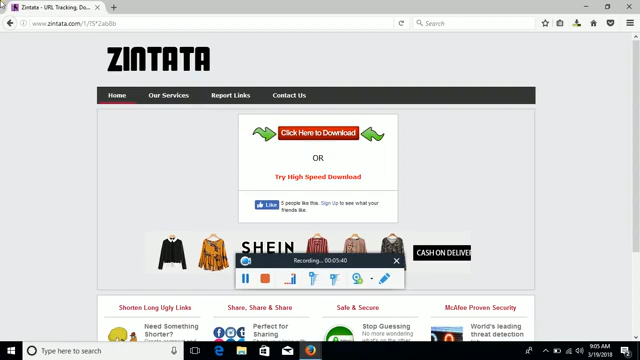 Zintata - URL Tracking, Do...
www.zintata.com/1/!S*2abBb
Search
ZINTATA
Home Our Services Report Links Contact Us
Click Here to Download
OR
Try High Speed Download
Like 5 people like this. Sign Up to see what your
friends like.
SHEIN
CASH ON DELIVER
Recording... 00:05:40
Shorten Long Ugly Links Share, Share & Share Safe & Secure McAfee Proven Security
Need Something
Shorter?
Perfect for
Sharing
Stop Guessing
No more wondering
World's leading
threat detection
Type here to search
9:05 AM
3/19/2018